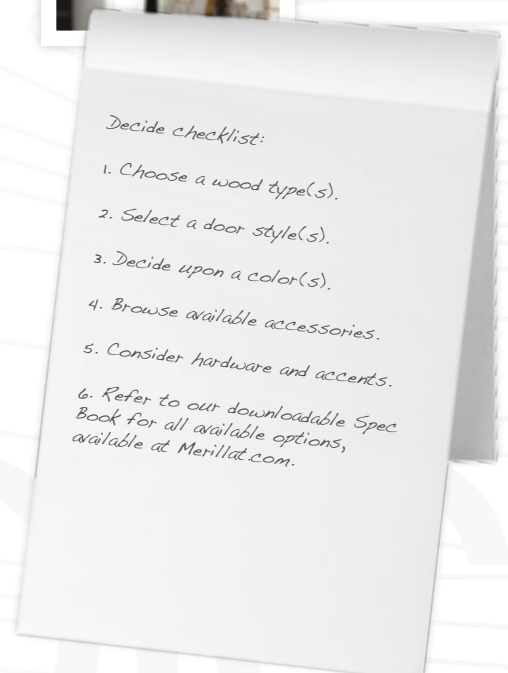 Decide checklist:
1. Choose a wood type(s).
2. Select a door style(s).
3. Decide upon a color(s).
4. Browse available accessories.
5. Consider hardware and accents.
6. Refer to our downloadable Spec
Book for all available options,
available at Merillat.com.